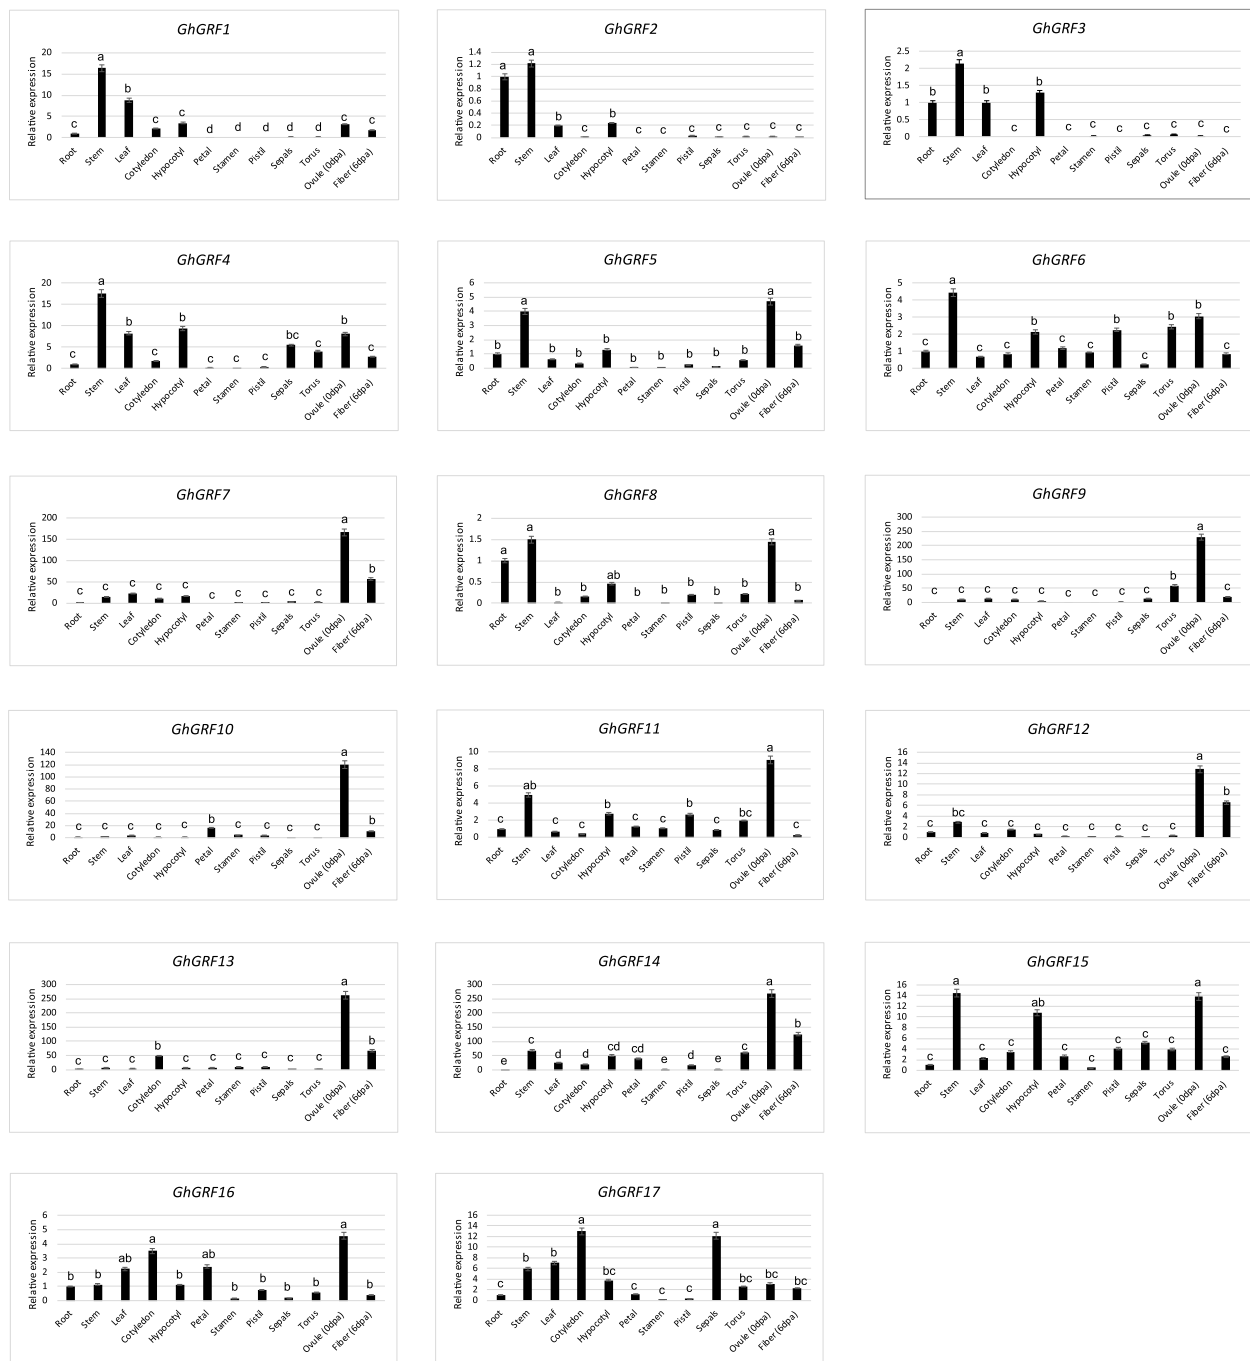 GhGRF1
Relative expression
20
15
10
5
0
c a b c c d d d d d c c
Root Stem Leaf Cotyledon Hypocotyl Petal Stamen Pistil Sepals Torus Ovule (0dpa) Fiber (6dpa)
GhGRF2
Relative expression
1.4
1.2
1
0.8
0.6
0.4
0.2
0
a a b c b c c c c c c c
Root Stem Leaf Cotyledon Hypocotyl Petal Stamen Pistil Sepals Torus Ovule (0dpa) Fiber (6dpa)
GhGRF3
Relative expression
2.5
2
1.5
1
0.5
0
b a b c b c c c c c c c
Root Stem Leaf Cotyledon Hypocotyl Petal Stamen Pistil Sepals Torus Ovule (0dpa) Fiber (6dpa)
GhGRF4
Relative expression
20
15
10
5
0
c a b c b c c c bc c b c
Root Stem Leaf Cotyledon Hypocotyl Petal Stamen Pistil Sepals Torus Ovule (0dpa) Fiber (6dpa)
GhGRF5
Relative expression
6
5
4
3
2
1
0
b a b b b b b b b b a b
Root Stem Leaf Cotyledon Hypocotyl Petal Stamen Pistil Sepals Torus Ovule (0dpa) Fiber (6dpa)
GhGRF6
Relative expression
5
4
3
2
1
0
c a c c b c c b c b b c
Root Stem Leaf Cotyledon Hypocotyl Petal Stamen Pistil Sepals Torus Ovule (0dpa) Fiber (6dpa)
GhGRF7
Relative expression
200
150
100
50
0
c c c c c c c c c c a b
Root Stem Leaf Cotyledon Hypocotyl Petal Stamen Pistil Sepals Torus Ovule (0dpa) Fiber (6dpa)
GhGRF8
Relative expression
2
1.5
1
0.5
0
a a b b ab b b b b b a b
Root Stem Leaf Cotyledon Hypocotyl Petal Stamen Pistil Sepals Torus Ovule (0dpa) Fiber (6dpa)
GhGRF9
Relative expression
300
250
200
150
100
50
0
c c c c c c c c c b a c
Root Stem Leaf Cotyledon Hypocotyl Petal Stamen Pistil Sepals Torus Ovule (0dpa) Fiber (6dpa)
GhGRF10
Relative expression
140
120
100
80
60
40
20
0
c c c c c b c c c c a b
Root Stem Leaf Cotyledon Hypocotyl Petal Stamen Pistil Sepals Torus Ovule (0dpa) Fiber (6dpa)
GhGRF11
Relative expression
10
8
6
4
2
0
c ab c c b c c b c bc a c
Root Stem Leaf Cotyledon Hypocotyl Petal Stamen Pistil Sepals Torus Ovule (0dpa) Fiber (6dpa)
GhGRF12
Relative expression
16
14
12
10
8
6
4
2
0
c bc c c c c c c c c a b
Root Stem Leaf Cotyledon Hypocotyl Petal Stamen Pistil Sepals Torus Ovule (0dpa) Fiber (6dpa)
GhGRF13
Relative expression
300
250
200
150
100
50
0
c c c b c c c c c c a b
Root Stem Leaf Cotyledon Hypocotyl Petal Stamen Pistil Sepals Torus Ovule (0dpa) Fiber (6dpa)
GhGRF14
Relative expression
300
250
200
150
100
50
0
e c d d cd cd e d e c a b
Root Stem Leaf Cotyledon Hypocotyl Petal Stamen Pistil Sepals Torus Ovule (0dpa) Fiber (6dpa)
GhGRF15
Relative expression
16
14
12
10
8
6
4
2
0
c a c c ab c c c c c a c
Root Stem Leaf Cotyledon Hypocotyl Petal Stamen Pistil Sepals Torus Ovule (0dpa) Fiber (6dpa)
GhGRF16
Relative expression
6
5
4
3
2
1
0
b b ab a b ab b b b b a b
Root Stem Leaf Cotyledon Hypocotyl Petal Stamen Pistil Sepals Torus Ovule (0dpa) Fiber (6dpa)
GhGRF17
Relative expression
16
14
12
10
8
6
4
2
0
c b b a bc c c c a bc bc bc
Root Stem Leaf Cotyledon Hypocotyl Petal Stamen Pistil Sepals Torus Ovule (0dpa) Fiber (6dpa)